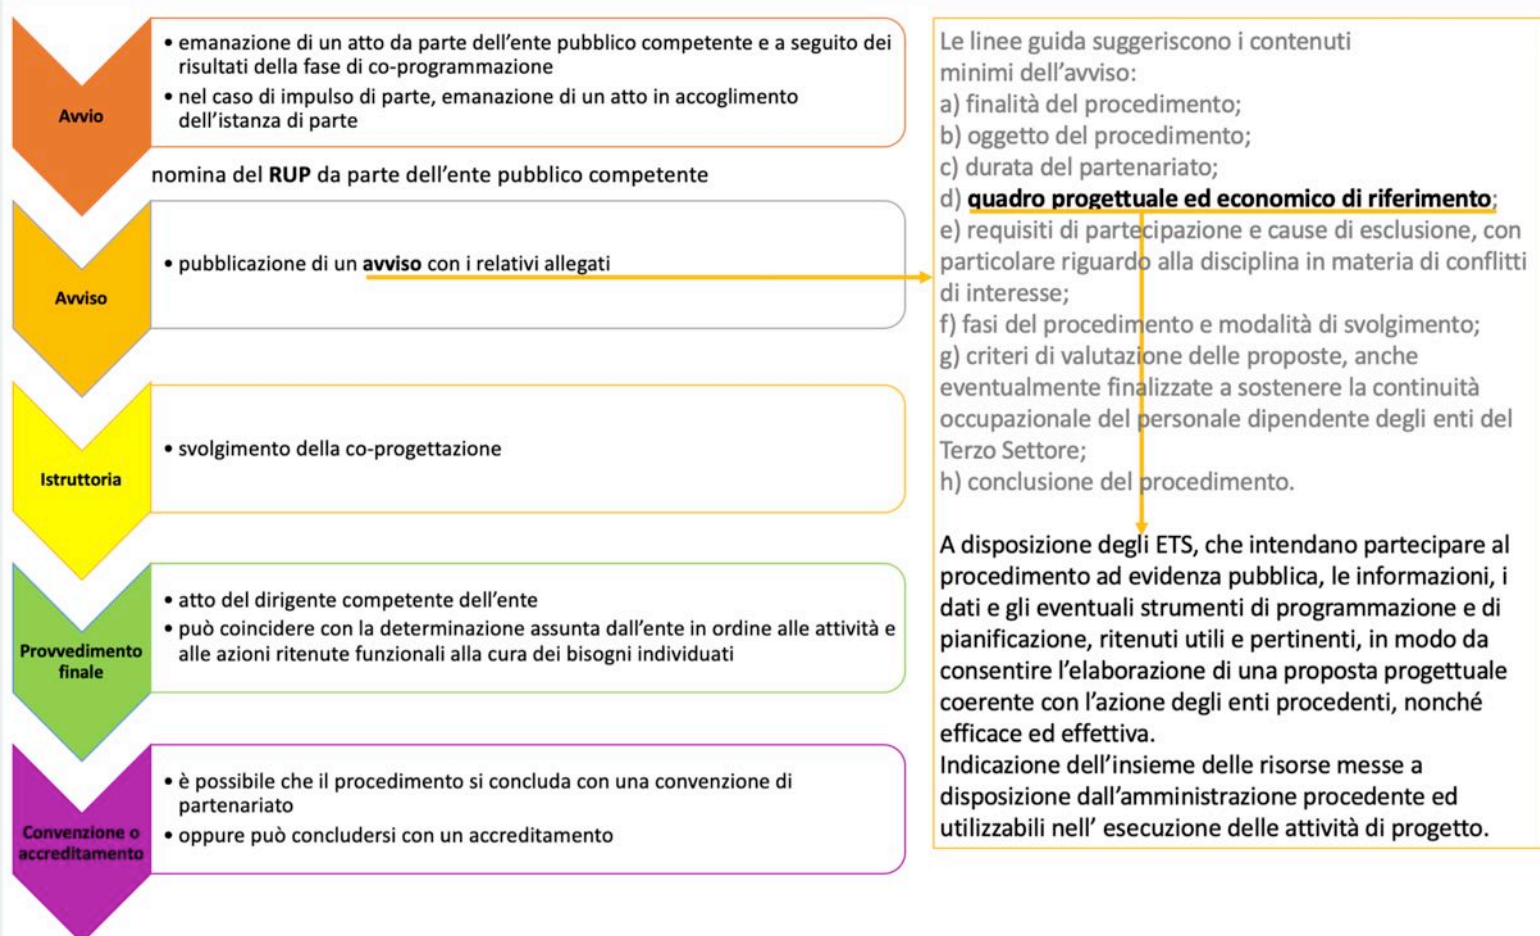 Avvio
• emanazione di un atto da parte dell'ente pubblico competente e a seguito dei
risultati della fase di co-programmazione
• nel caso di impulso di parte, emanazione di un atto in accoglimento
dell'istanza di parte
nomina del RUP da parte dell'ente pubblico competente
Avviso
• pubblicazione di un avviso con i relativi allegati
Istruttoria
• svolgimento della co-progettazione
Provvedimento
finale
• atto del dirigente competente dell'ente
• può coincidere con la determinazione assunta dall'ente in ordine alle attività e
alle azioni ritenute funzionali alla cura dei bisogni individuati
Convenzione o
accreditamento
• è possibile che il procedimento si concluda con una convenzione di
partenariato
• oppure può concludersi con un accreditamento
Le linee guida suggeriscono i contenuti
minimi dell'avviso:
a) finalità del procedimento;
b) oggetto del procedimento;
c) durata del partenariato;
d) quadro progettuale ed economico di riferimento;
e) requisiti di partecipazione e cause di esclusione, con
particolare riguardo alla disciplina in materia di conflitti
di interesse;
f) fasi del procedimento e modalità di svolgimento;
g) criteri di valutazione delle proposte, anche
eventualmente finalizzate a sostenere la continuità
occupazionale del personale dipendente degli enti del
Terzo Settore;
h) conclusione del procedimento.
A disposizione degli ETS, che intendano partecipare al
procedimento ad evidenza pubblica, le informazioni, i
dati e gli eventuali strumenti di programmazione e di
pianificazione, ritenuti utili e pertinenti, in modo da
consentire l'elaborazione di una proposta progettuale
coerente con l'azione degli enti procedenti, nonché
efficace ed effettiva.
Indicazione dell'insieme delle risorse messe a
disposizione dall'amministrazione procedente ed
utilizzabili nell' esecuzione delle attività di progetto.